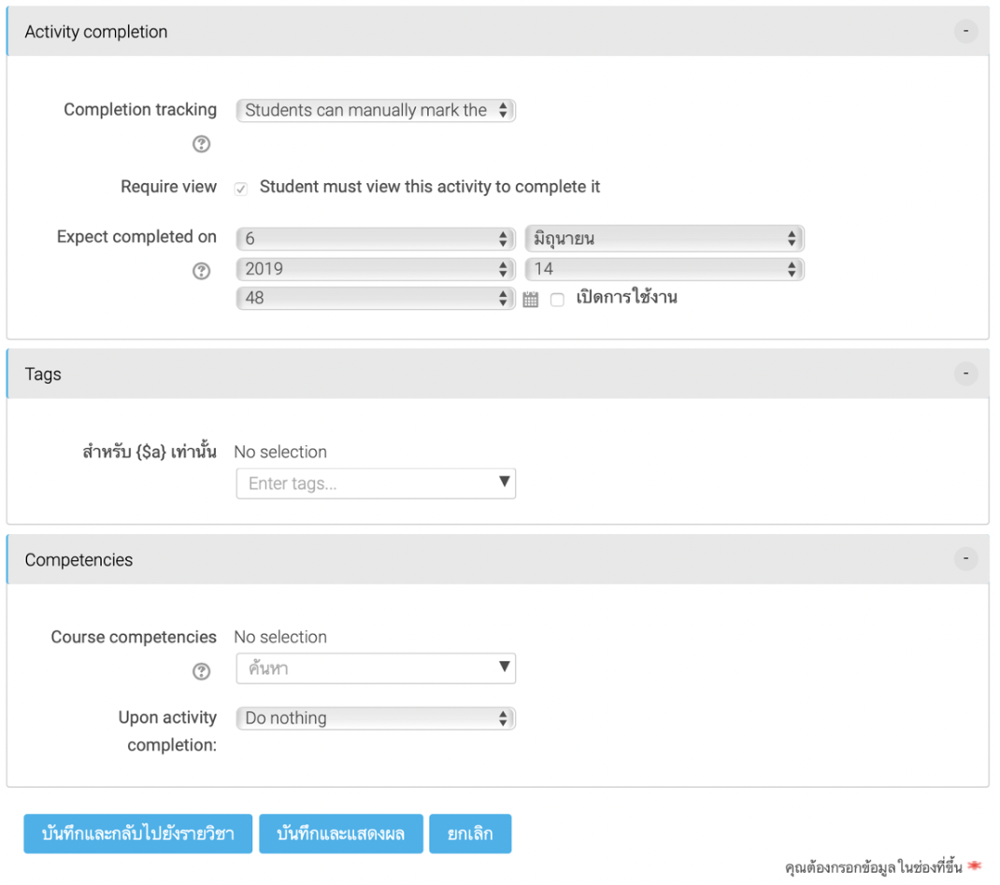 Activity completion
-
Completion tracking Students can manually mark the
?
Require view Student must view this activity to complete it
Expect completed on 6 มิถุนายน
? 2019 14
48 เปิดการใช้งาน
Tags
-
สำหรับ {$a} เท่านั้น No selection
Enter tags...
Competencies
-
Course competencies No selection
? ค้นหา
Upon activity Do nothing
completion:
บันทึกและกลับไปยังรายวิชา บันทึกและแสดงผล ยกเลิก
คุณต้องกรอกข้อมูลในช่องที่ขึ้น